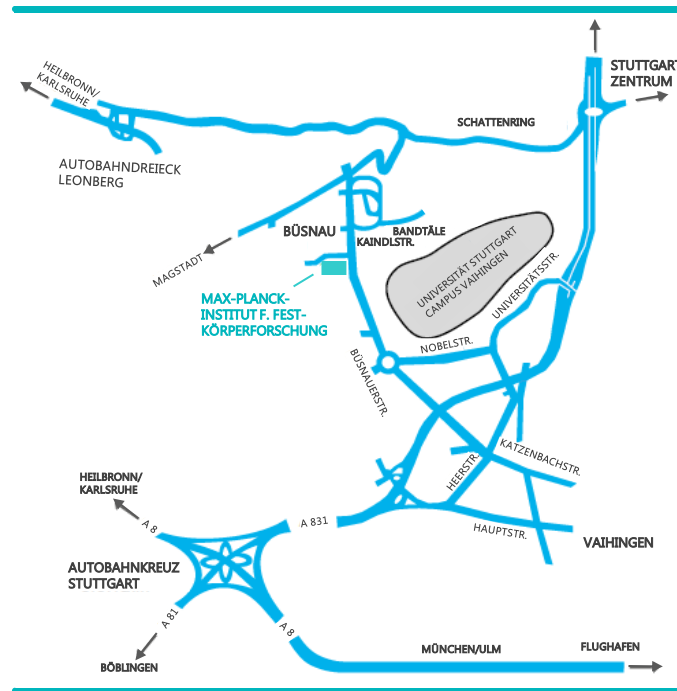 STUTTGART
ZENTRUM
HEILBRONN/
KARLSRUHE
SCHATTENRING
AUTOBAHNDREIECK
LEONBERG
BÜSNAU
BANDTÄLE
KAINDLSTR.
MAGSTADT
UNIVERSITÄT STUTTGART
CAMPUS VAIHINGEN
UNIVERSITÄTSSTR.
MAX-PLANCK-
INSTITUT F. FEST-
KÖRPERFORSCHUNG
NOBELSTR.
BÜSNAUERSTR.
KATZENBACHSTR.
HEERSTR.
HEILBRONN/
KARLSRUHE
A 8
A 831
HAUPTSTR.
VAIHINGEN
AUTOBAHNKREUZ
STUTTGART
A 81
A 8
BÖBLINGEN
MÜNCHEN/ULM
FLUGHAFEN